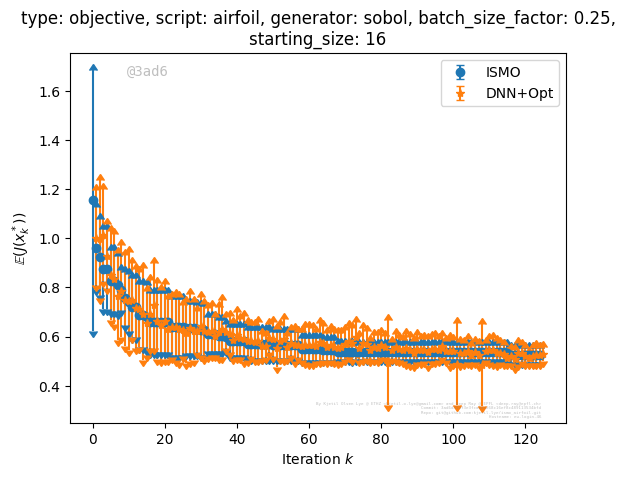 type: objective, script: airfoil, generator: sobol, batch_size_factor: 0.25,
starting_size: 16
@3ad6
ISMO
DNN+Opt
1.6
1.4
1.2
1.0
0.8
0.6
0.4
𝔼(J(x*k))
0 20 40 60 80 100 120
Iteration k